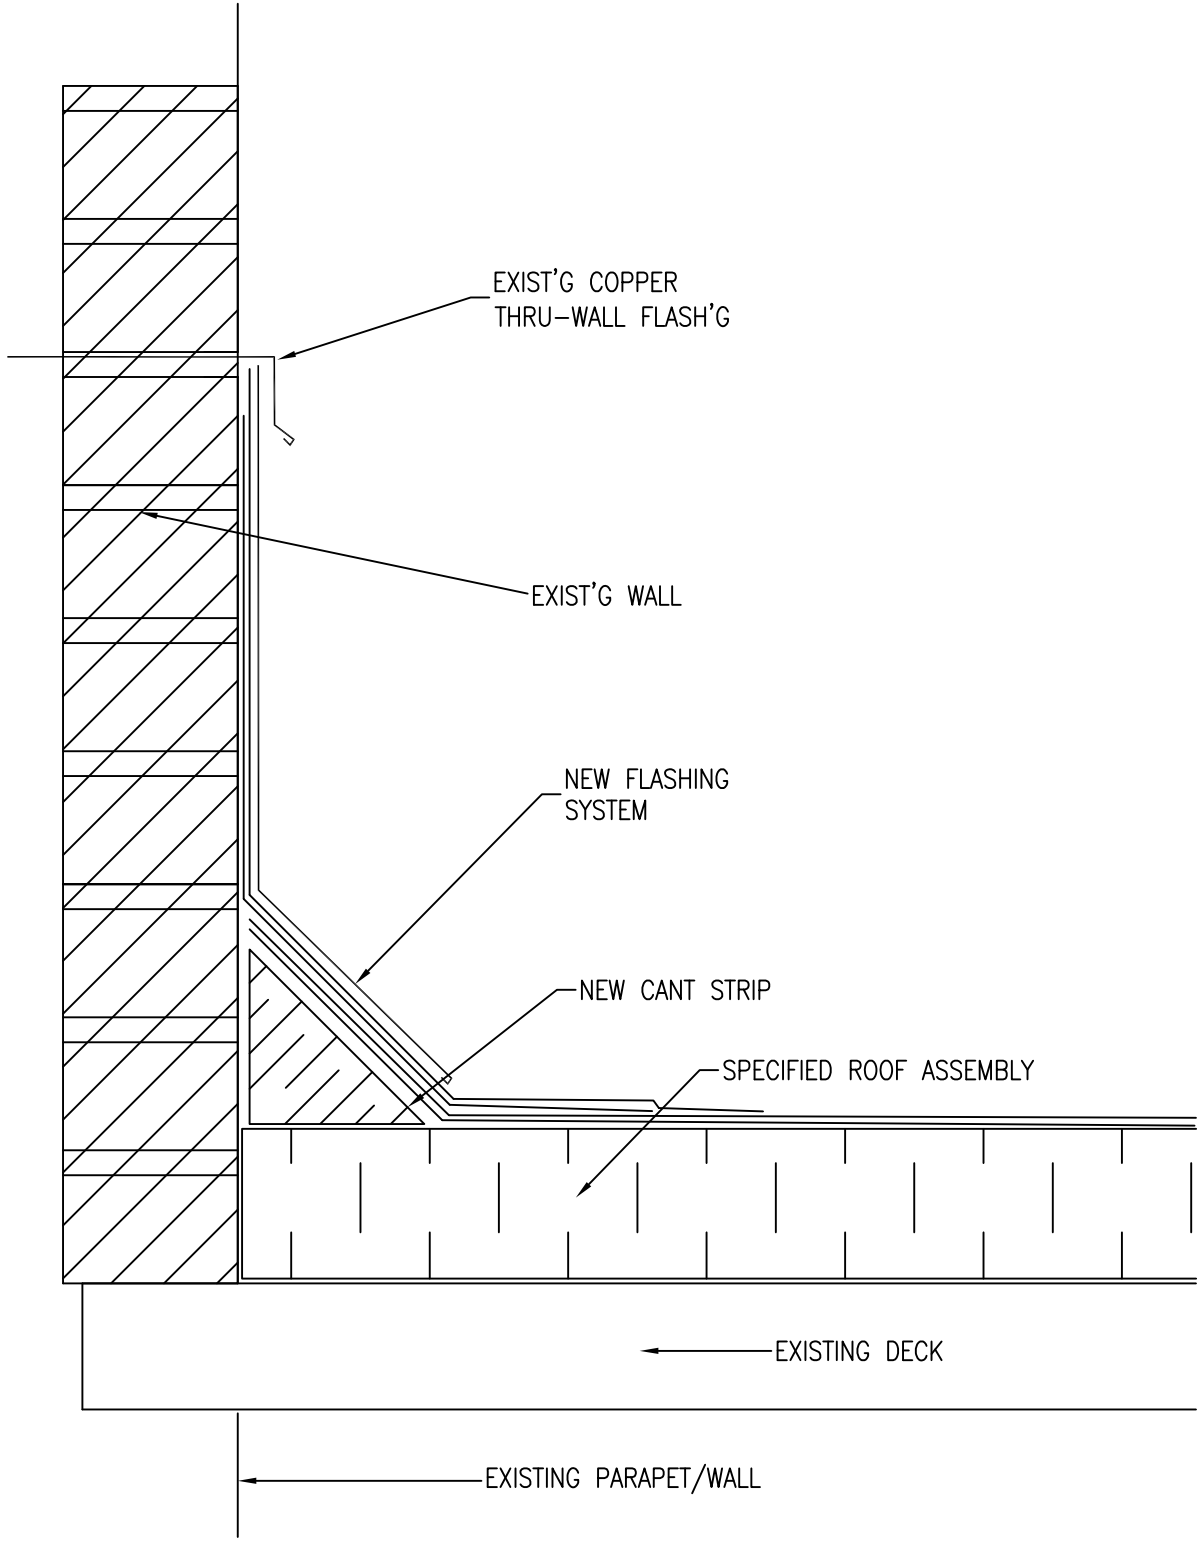 EXIST'G COPPER
THRU-WALL FLASH'G
EXIST'G WALL
NEW FLASHING
SYSTEM
NEW CANT STRIP
SPECIFIED ROOF ASSEMBLY
EXISTING DECK
EXISTING PARAPET/WALL